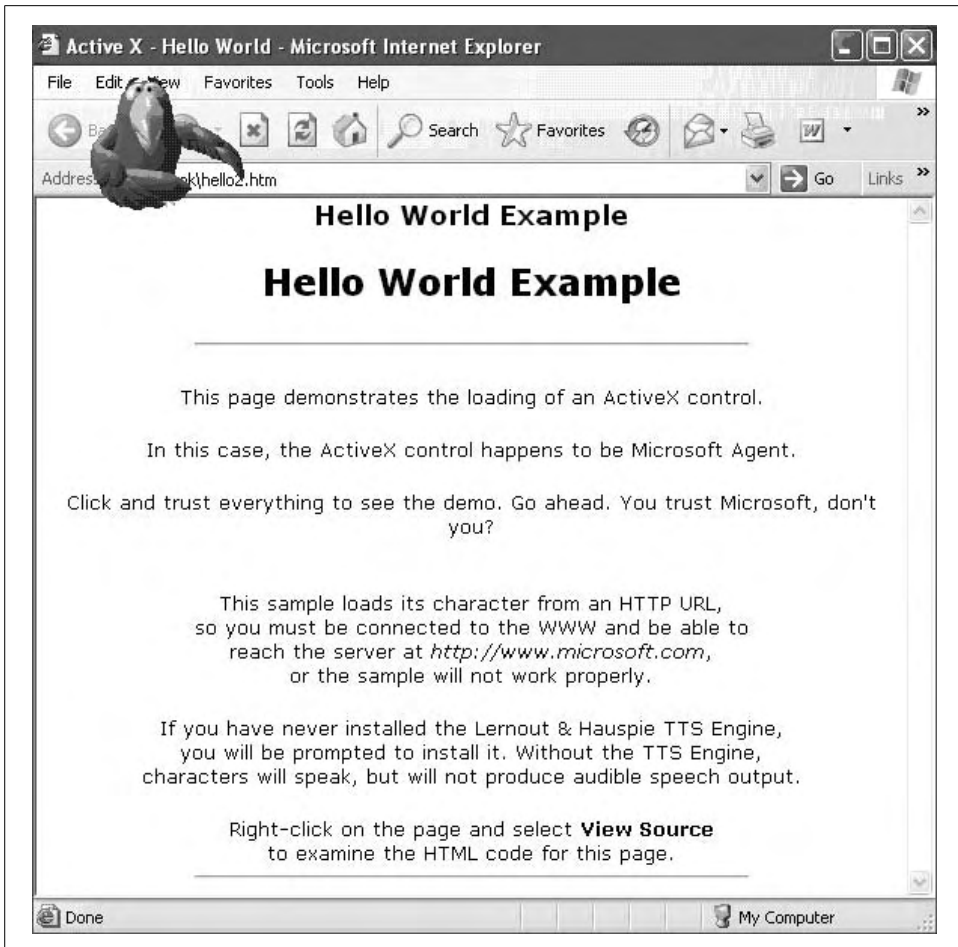 Active X - Hello World - Microsoft Internet Explorer
File Edit View Favorites Tools Help
Search Favorites
Addres k\hello2.htm Go Links
Hello World Example
Hello World Example
This page demonstrates the loading of an ActiveX control.
In this case, the ActiveX control happens to be Microsoft Agent.
Click and trust everything to see the demo. Go ahead. You trust Microsoft, don't
you?
This sample loads its character from an HTTP URL,
so you must be connected to the WWW and be able to
reach the server at http://www.microsoft.com,
or the sample will not work properly.
If you have never installed the Lernout & Hauspie TTS Engine,
you will be prompted to install it. Without the TTS Engine,
characters will speak, but will not produce audible speech output.
Right-click on the page and select View Source
to examine the HTML code for this page.
Done My Computer